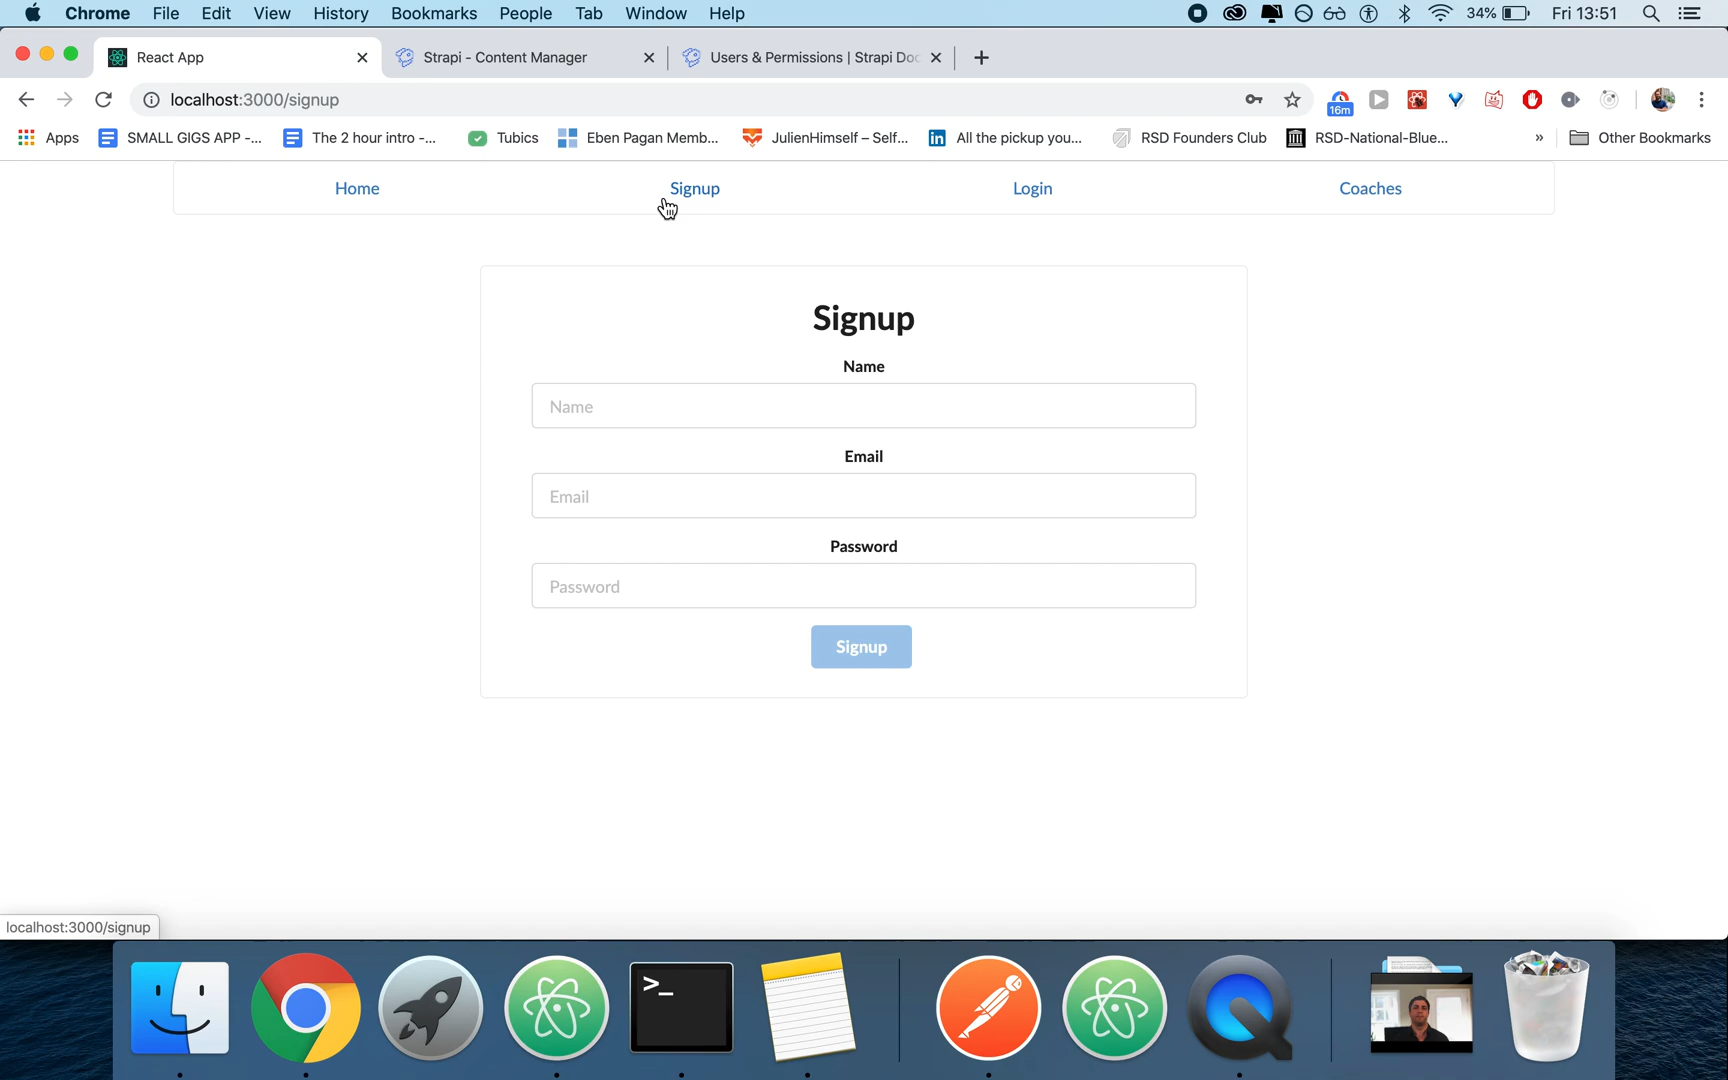 Chrome File Edit View History Bookmarks People Tab Window Help 34% Fri 13:51
React App Strapi - Content Manager Users & Permissions | Strapi Doc
localhost:3000/signup 16m
Apps SMALL GIGS APP -... The 2 hour intro -... Tubics Eben Pagan Memb... JulienHimself – Self... All the pickup you... RSD Founders Club RSD-National-Blue... » Other Bookmarks
Home Signup Login Coaches
Signup
Name
Name
Email
Email
Password
Password
Signup
localhost:3000/signup
>_